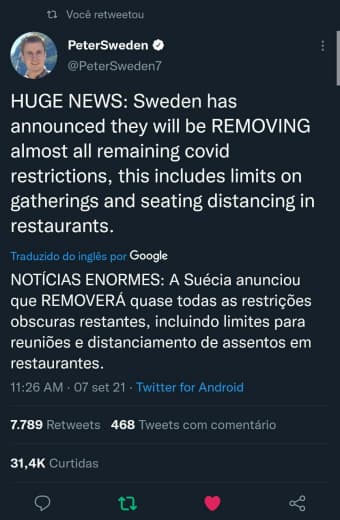 Você retweetou
PeterSweden
@PeterSweden7
HUGE NEWS: Sweden has
announced they will be REMOVING
almost all remaining covid
restrictions, this includes limits on
gatherings and seating distancing in
restaurants.
Traduzido do inglês por Google
NOTÍCIAS ENORMES: A Suécia anunciou
que REMOVERÁ quase todas as restrições
obscuras restantes, incluindo limites para
reuniões e distanciamento de assentos em
restaurantes.
11:26 AM · 07 set 21 · Twitter for Android
7.789 Retweets 468 Tweets com comentário
31,4K Curtidas